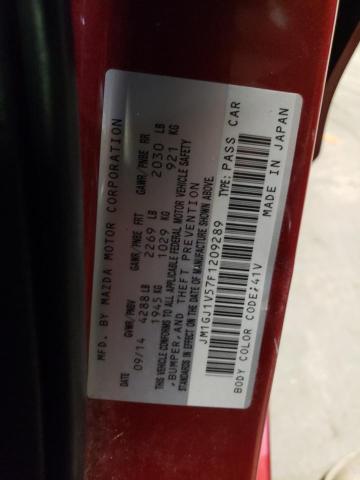 MFD. BY MAZDA MOTOR CORPORATION
DATE GVWR/PNBV GAWR/PNBE FRT GAWR/PNBE RR
09/14 4288 LB 2269 LB 2030 LB
1945 KG 1029 KG 921 KG
THIS VEHICLE CONFORMS TO ALL APPLICABLE FEDERAL MOTOR VEHICLE SAFETY
,BUMPER,AND THEFT PREVENTION
STANDARDS IN EFFECT ON THE DATE OF MANUFACTURE SHOWN ABOVE.
JM1GJ1V57F1209289 TYPE: PASS CAR
BODY COLOR CODE:41V MADE IN JAPAN